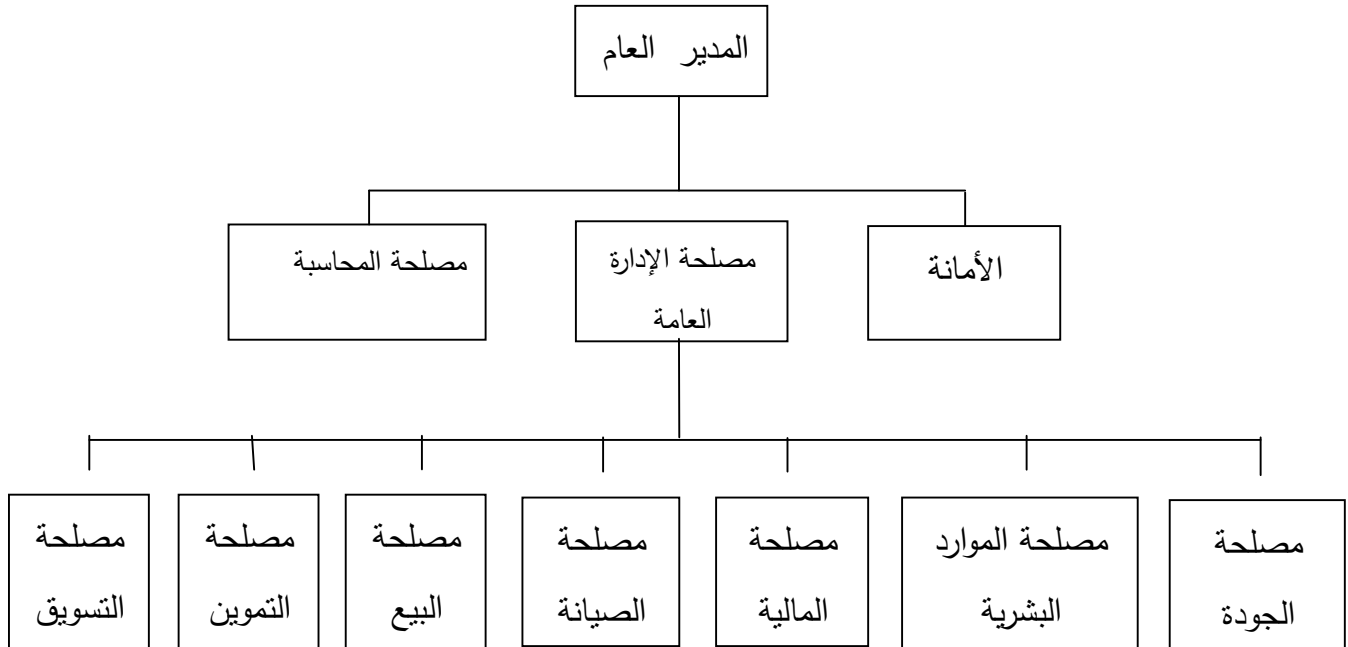 المدير العام
الأمانة
مصلحة الإدارة
العامة
مصلحة المحاسبة
مصلحة
الجودة
مصلحة الموارد
البشرية
مصلحة
المالية
مصلحة
الصيانة
مصلحة
البيع
مصلحة
التموين
مصلحة
التسويق